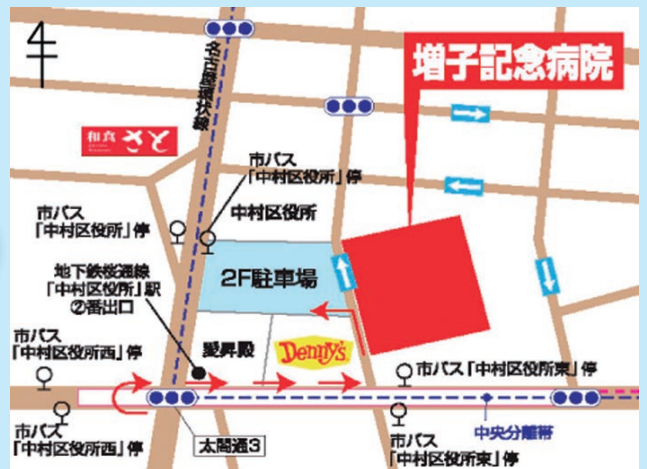 増子記念病院
名古屋環状線
和食さと
市バス
「中村区役所」停
中村区役所
市バス
「中村区役所」停
2F駐車場
地下鉄桜通線
「中村区役所」駅
②番出口
愛昇殿
Denny's
市バス
「中村区役所西」停
市バス「中村区役所東」停
市バス
「中村区役所西」停
太閤通3
市バス
「中村区役所東」停
中央分離帯